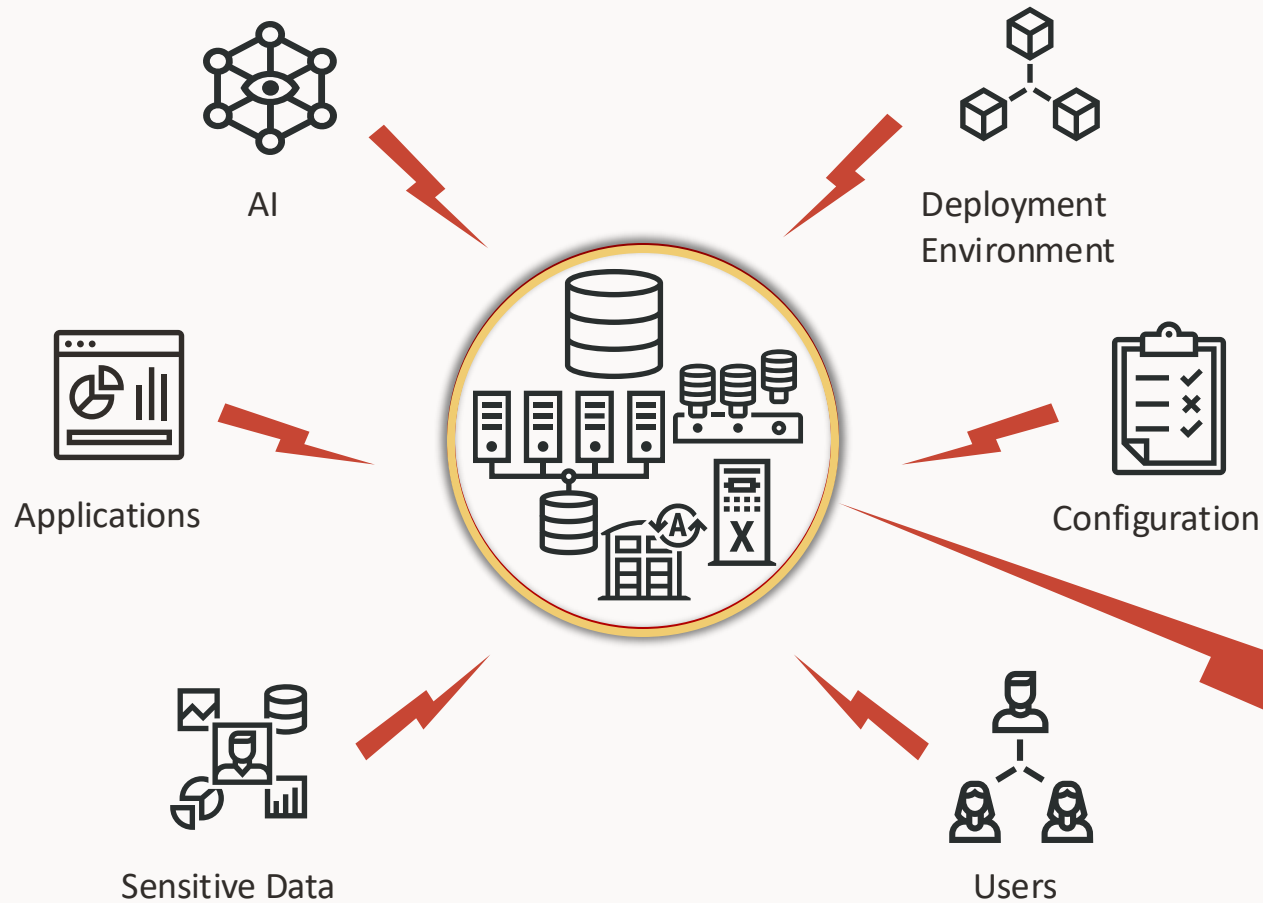 AI
Deployment
Environment
Applications
Configuration
A
X
Sensitive Data
Users